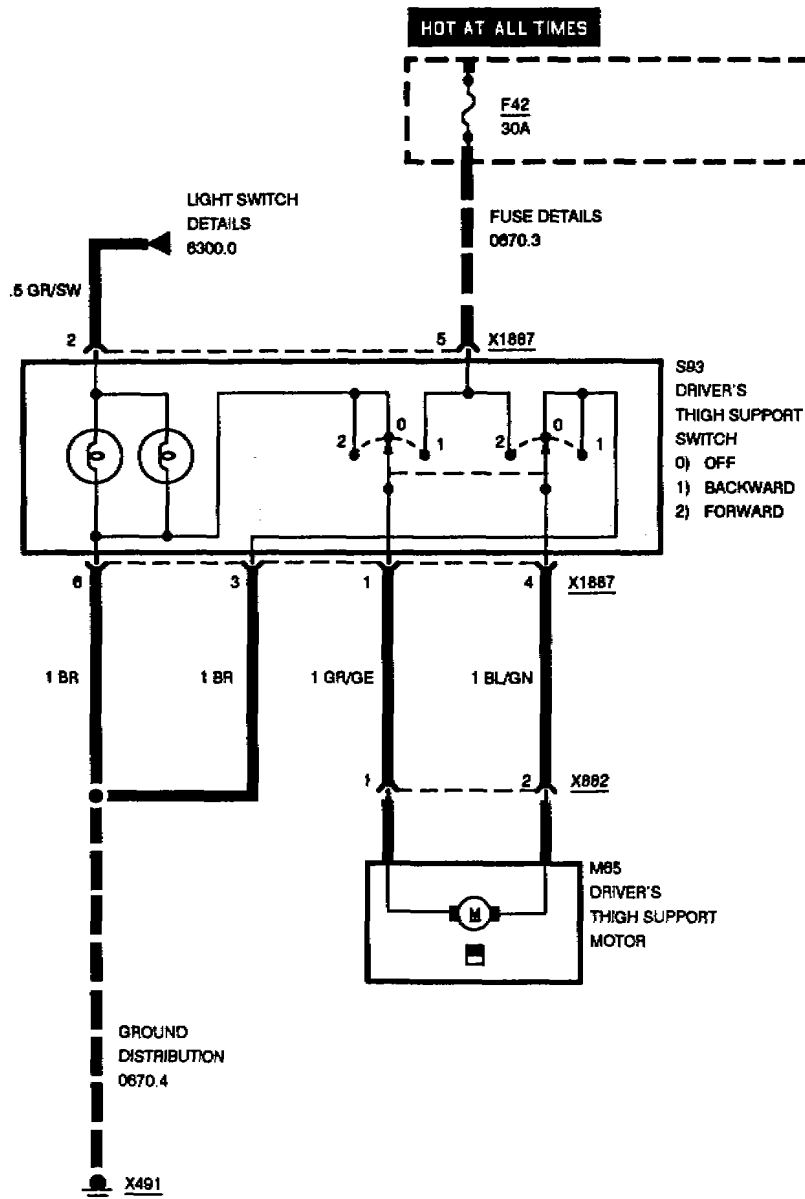 HOT AT ALL TIMES
F42
30A
LIGHT SWITCH
DETAILS
6300.0
FUSE DETAILS
0670.3
.5 GR/SW
2
5
X1887
S93
DRIVER'S
THIGH SUPPORT
SWITCH
0) OFF
1) BACKWARD
2) FORWARD
2
0
1
2
0
1
6
3
1
4
X1887
1 BR
1 BR
1 GR/GE
1 BL/GN
1
2
X882
M65
DRIVER'S
THIGH SUPPORT
MOTOR
M
GROUND
DISTRIBUTION
0670.4
X491